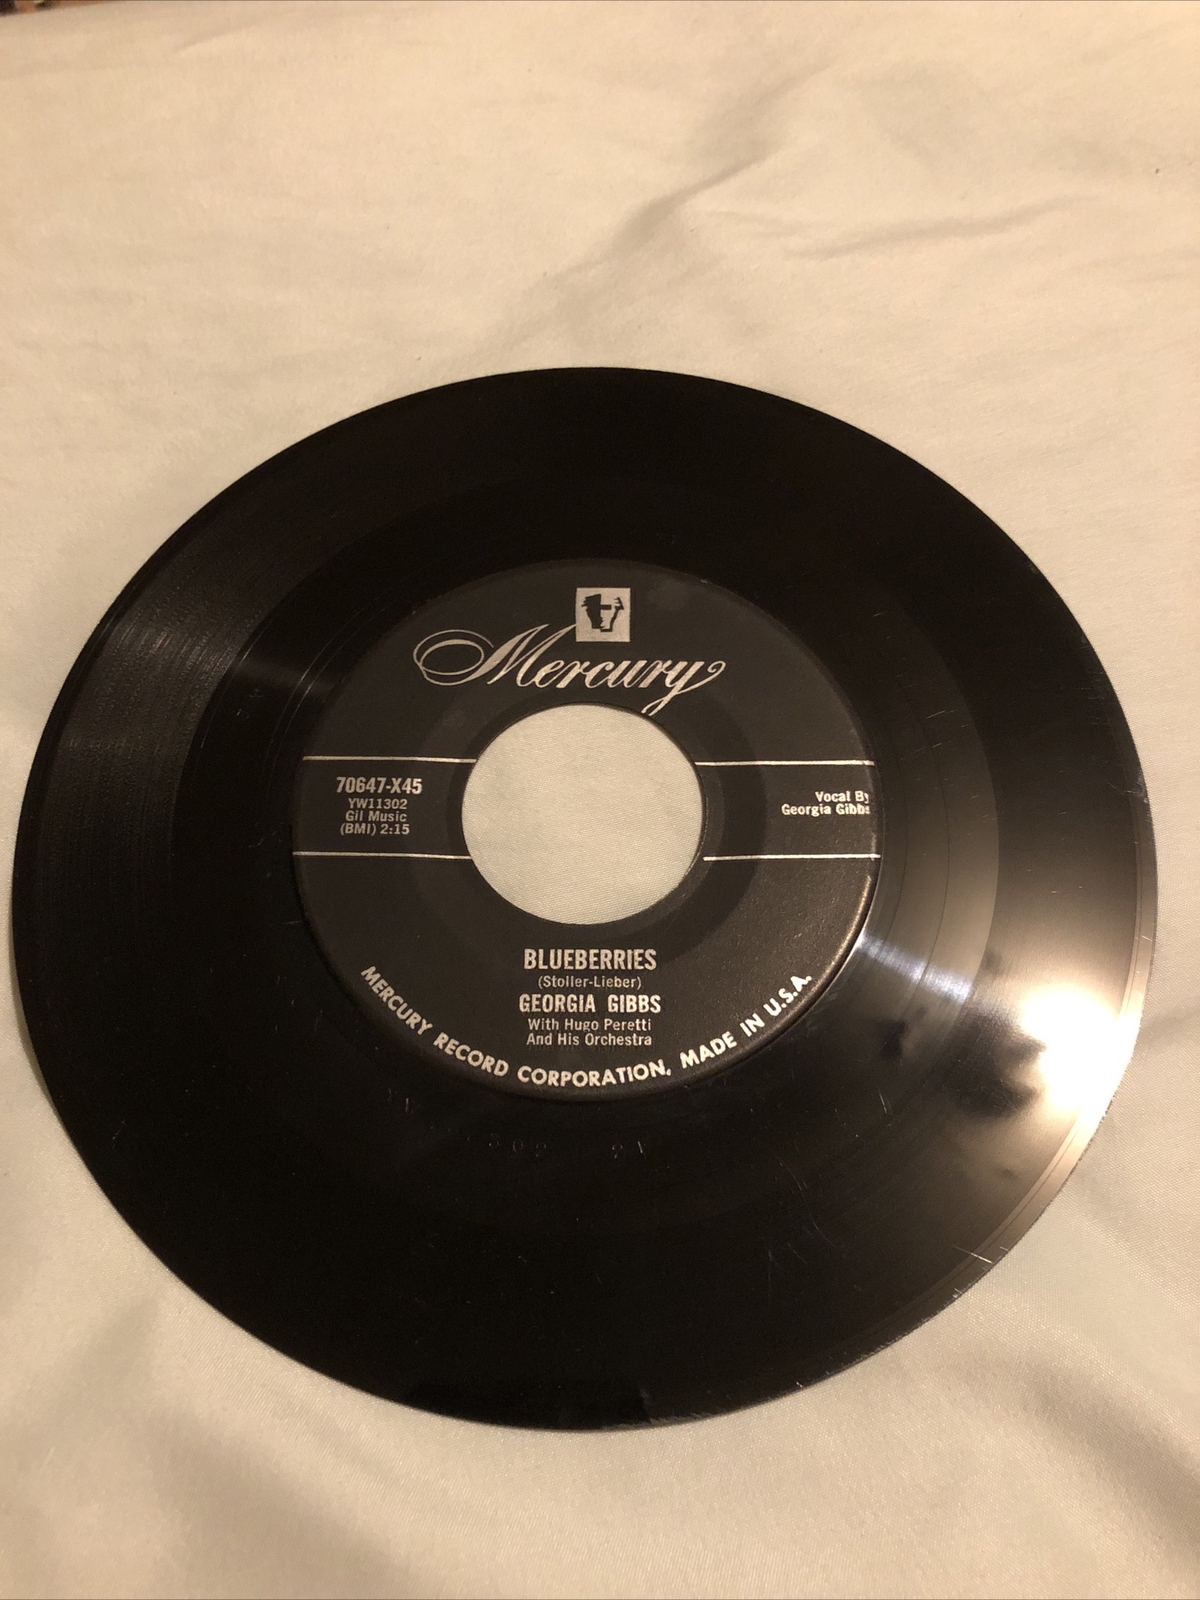 Mercury
70647-X45
YW11302
Gil Music
(BMI) 2:15
Vocal By
Georgia Gibbs
BLUEBERRIES
(Stoller-Lieber)
GEORGIA GIBBS
With Hugo Peretti
And His Orchestra
MERCURY RECORD CORPORATION, MADE IN U.S.A.